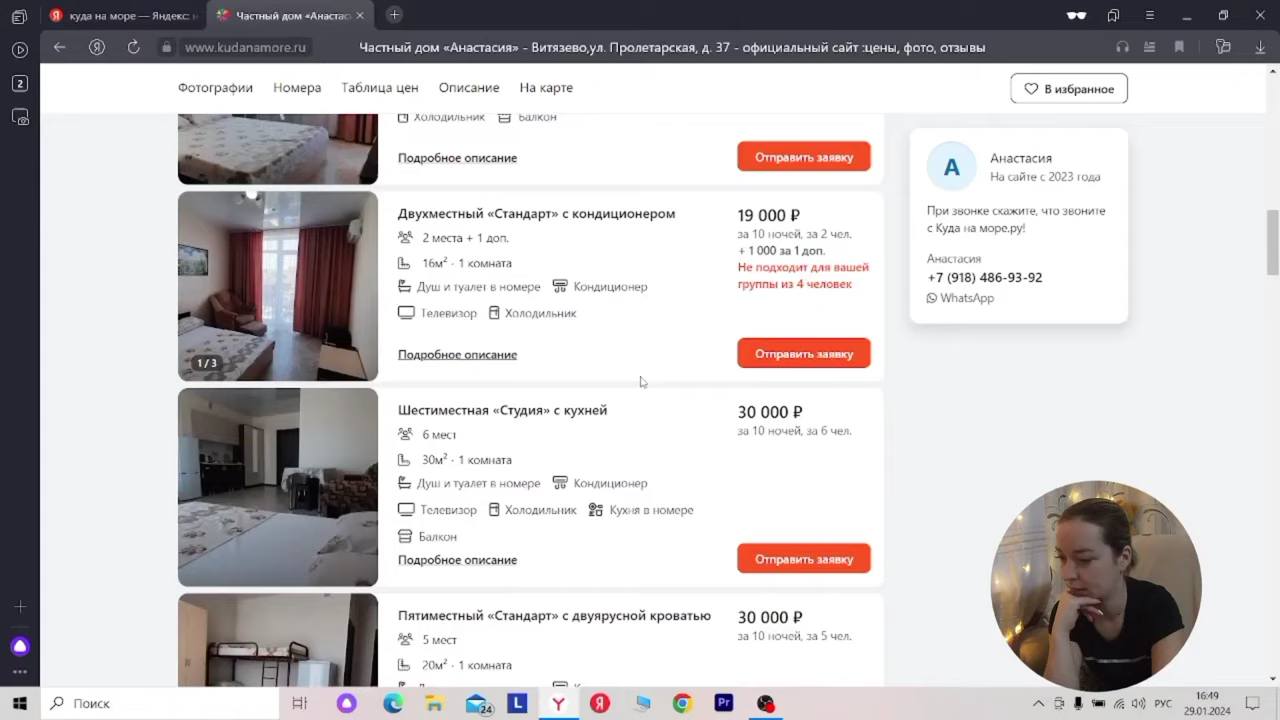 куда на море — Яндекс: н
Частный дом «Анастас
www.kudanamore.ru
Частный дом «Анастасия» - Витязево,ул. Пролетарская, д. 37 - официальный сайт :цены, фото, отзывы
2
Фотографии
Номера
Таблица цен
Описание
На карте
В избранное
Холодильник
Балкон
Подробное описание
Отправить заявку
Двухместный «Стандарт» с кондиционером
2 места + 1 доп.
16м² · 1 комната
Душ и туалет в номере
Кондиционер
Телевизор
Холодильник
Подробное описание
1 / 3
19 000 ₽
за 10 ночей, за 2 чел.
+ 1 000 за 1 доп.
Не подходит для вашей
группы из 4 человек
Отправить заявку
Шестиместная «Студия» с кухней
6 мест
30м² · 1 комната
Душ и туалет в номере
Кондиционер
Телевизор
Холодильник
Кухня в номере
Балкон
Подробное описание
30 000 ₽
за 10 ночей, за 6 чел.
Отправить заявку
Пятиместный «Стандарт» с двуярусной кроватью
5 мест
20м² · 1 комната
30 000 ₽
за 10 ночей, за 5 чел.
А
Анастасия
На сайте с 2023 года
При звонке скажите, что звоните
с Куда на море.ру!
Анастасия
+7 (918) 486-93-92
WhatsApp
Поиск
24
L
Y
Я
Pr
РУС
16:49
29.01.2024